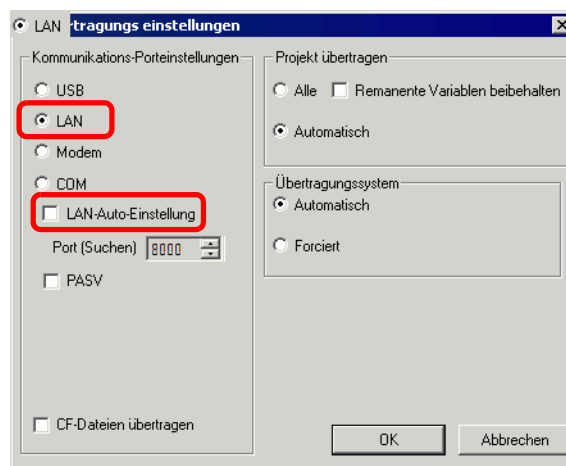 LAN rtragungs einstellungen
Kommunikations-Porteinstellungen
USB
LAN
Modem
COM
LAN-Auto-Einstellung
Port (Suchen) 8000
PASV
CF-Dateien übertragen
Projekt übertragen
Alle Remanente Variablen beibehalten
Automatisch
Übertragungssystem
Automatisch
Forciert
OK Abbrechen